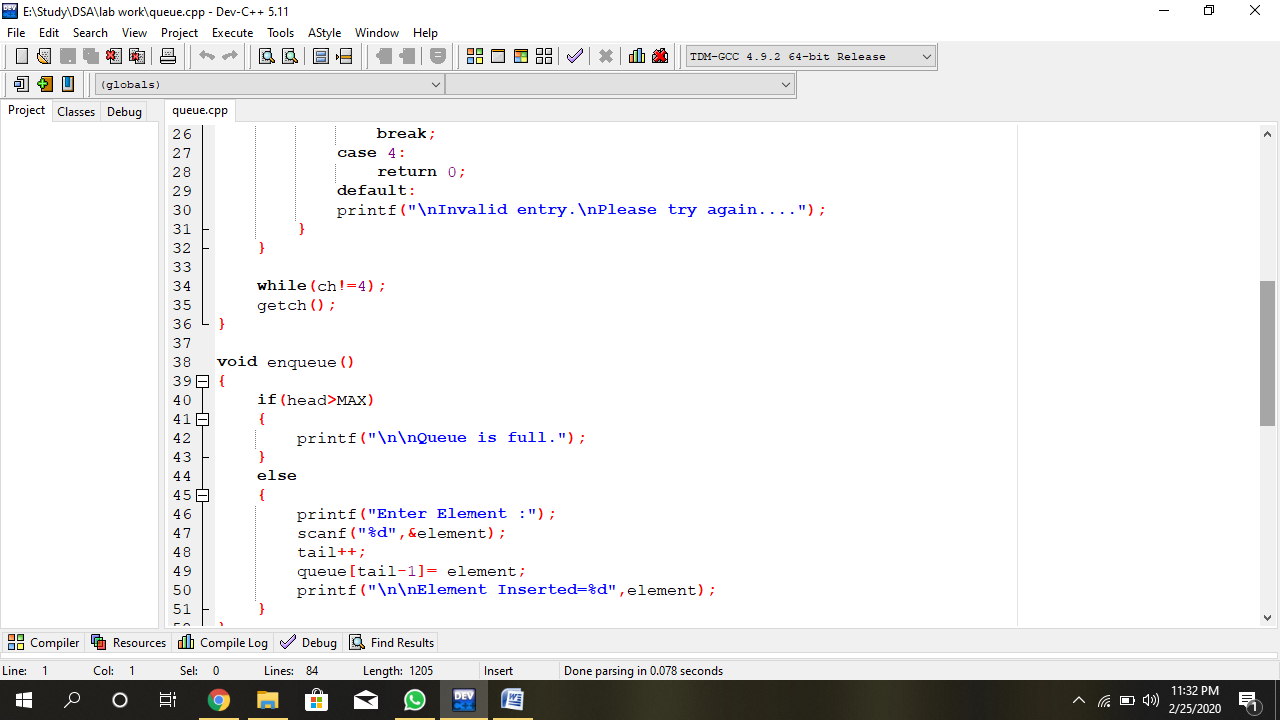 E:\Study\DSA\lab work\queue.cpp - Dev-C++ 5.11
File Edit Search View Project Execute Tools AStyle Window Help
TDM-GCC 4.9.2 64-bit Release
(globals)
Project Classes Debug queue.cpp
26 break;
27 case 4:
28 return 0;
29 default:
30 printf("\nInvalid entry.\nPlease try again....");
31 }
32 }
33
34 while(ch!=4);
35 getch();
36 }
37
38 void enqueue()
39 {
40 if(head>MAX)
41 {
42 printf("\n\nQueue is full.");
43 }
44 else
45 {
46 printf("Enter Element :");
47 scanf("%d",&element);
48 tail++;
49 queue[tail-1]= element;
50 printf("\n\nElement Inserted=%d",element);
51 }
Compiler Resources Compile Log Debug Find Results
Line: 1 Col: 1 Sel: 0 Lines: 84 Length: 1205 Insert Done parsing in 0.078 seconds
DEV C++ W 11:32 PM
2/25/2020 1